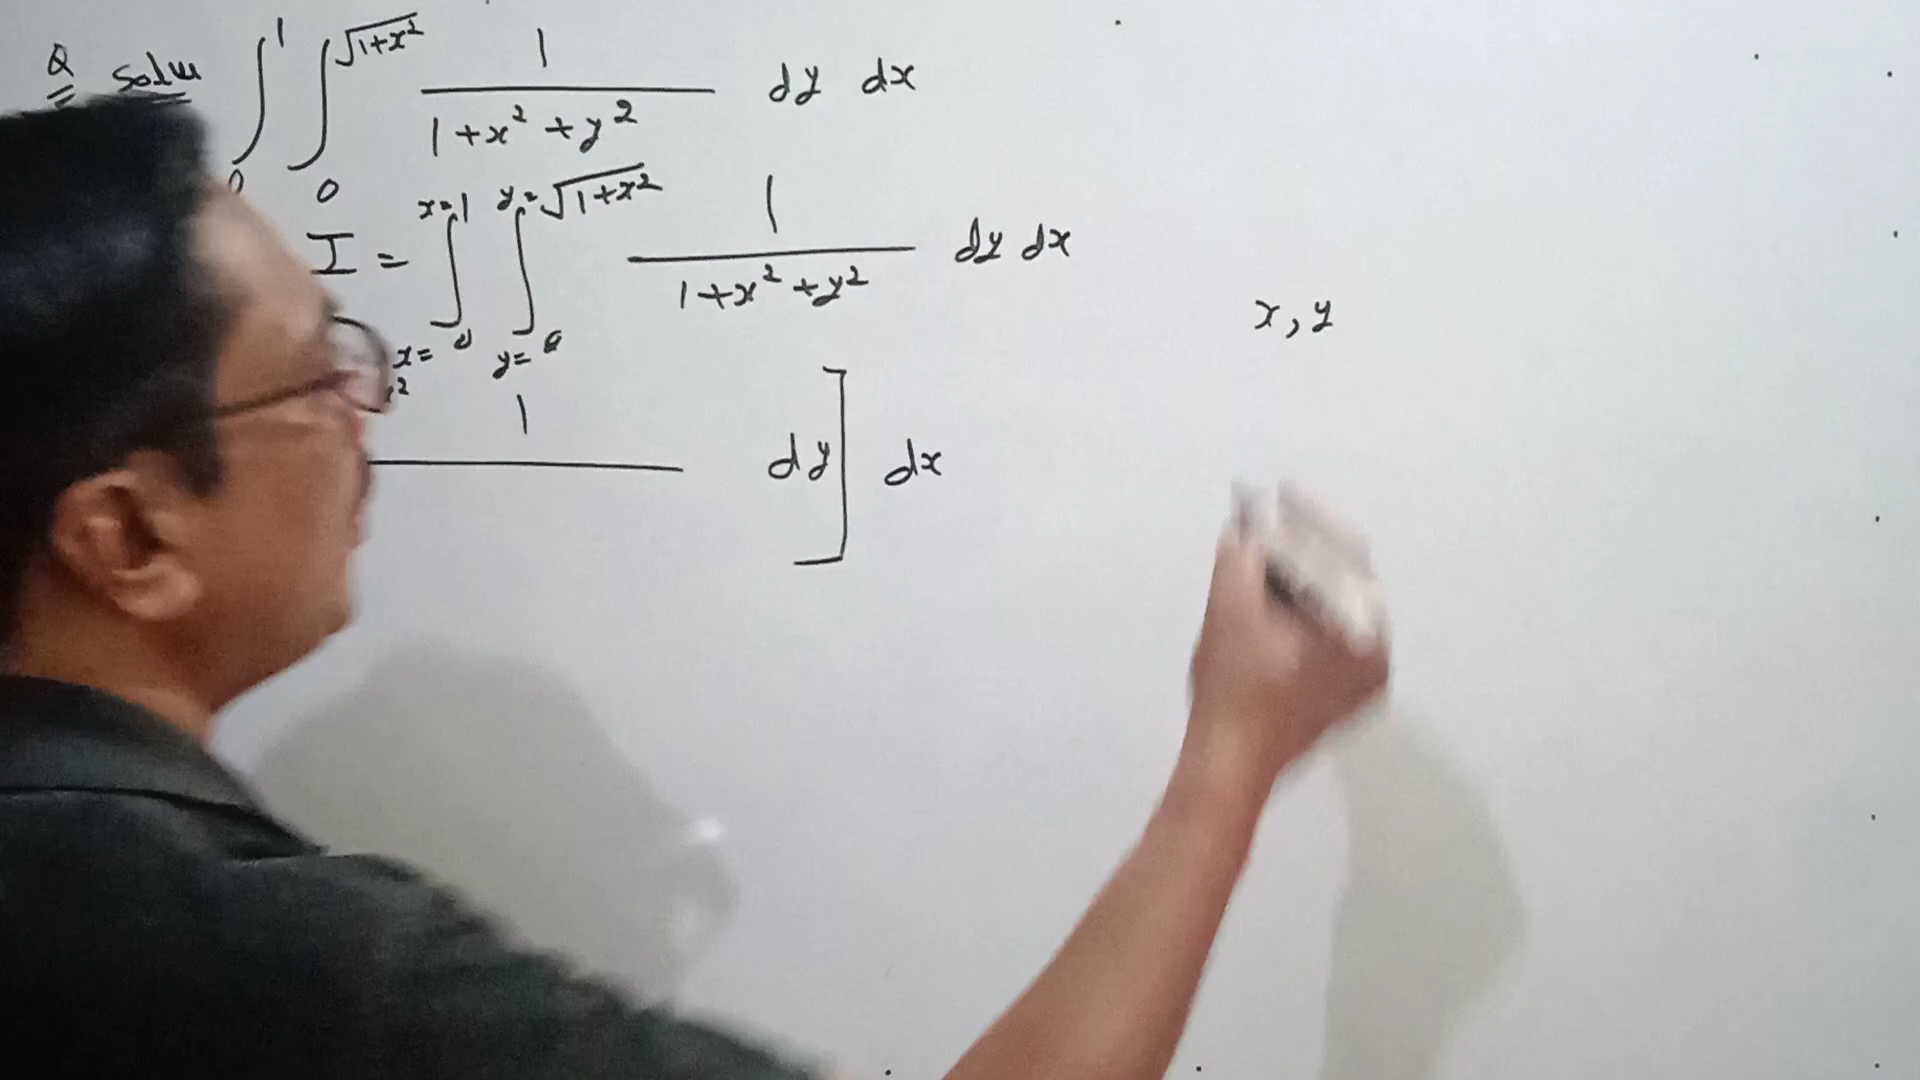 Q Solve ∫₀¹ ∫₀^√1+x² 1/(1+x²+y²) dy dx
I = ∫_{x=0}^{x=1} ∫_{y=0}^{y=√1+x²} 1/(1+x²+y²) dy dx
x, y
1/ dy] dx